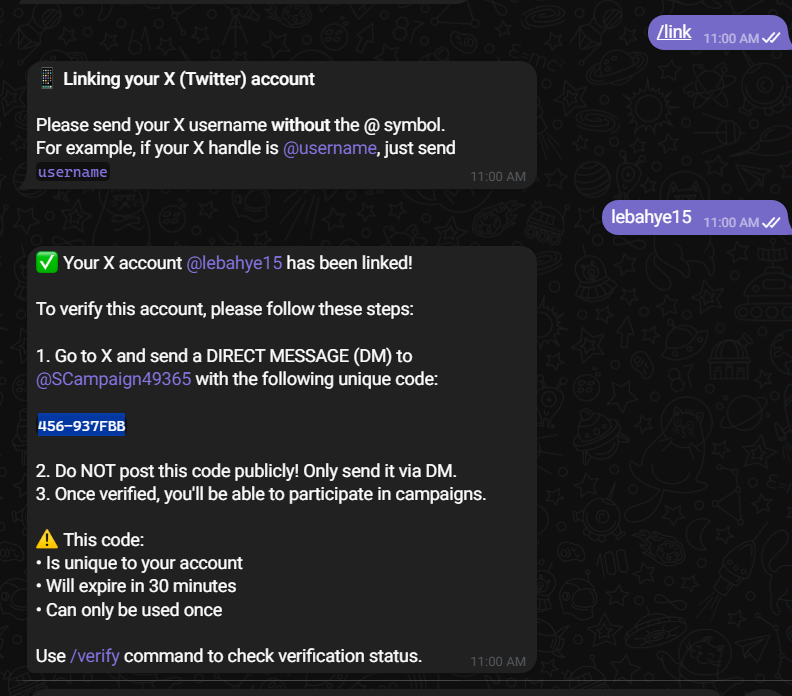 /link
11:00 AM
📱 Linking your X (Twitter) account
Please send your X username without the @ symbol.
For example, if your X handle is @username, just send
username
11:00 AM
lebahye15
11:00 AM
✅ Your X account @lebahye15 has been linked!
To verify this account, please follow these steps:
1. Go to X and send a DIRECT MESSAGE (DM) to
@SCampaign49365 with the following unique code:
456-937FBB
2. Do NOT post this code publicly! Only send it via DM.
3. Once verified, you'll be able to participate in campaigns.
⚠️ This code:
• Is unique to your account
• Will expire in 30 minutes
• Can only be used once
Use /verify command to check verification status.
11:00 AM